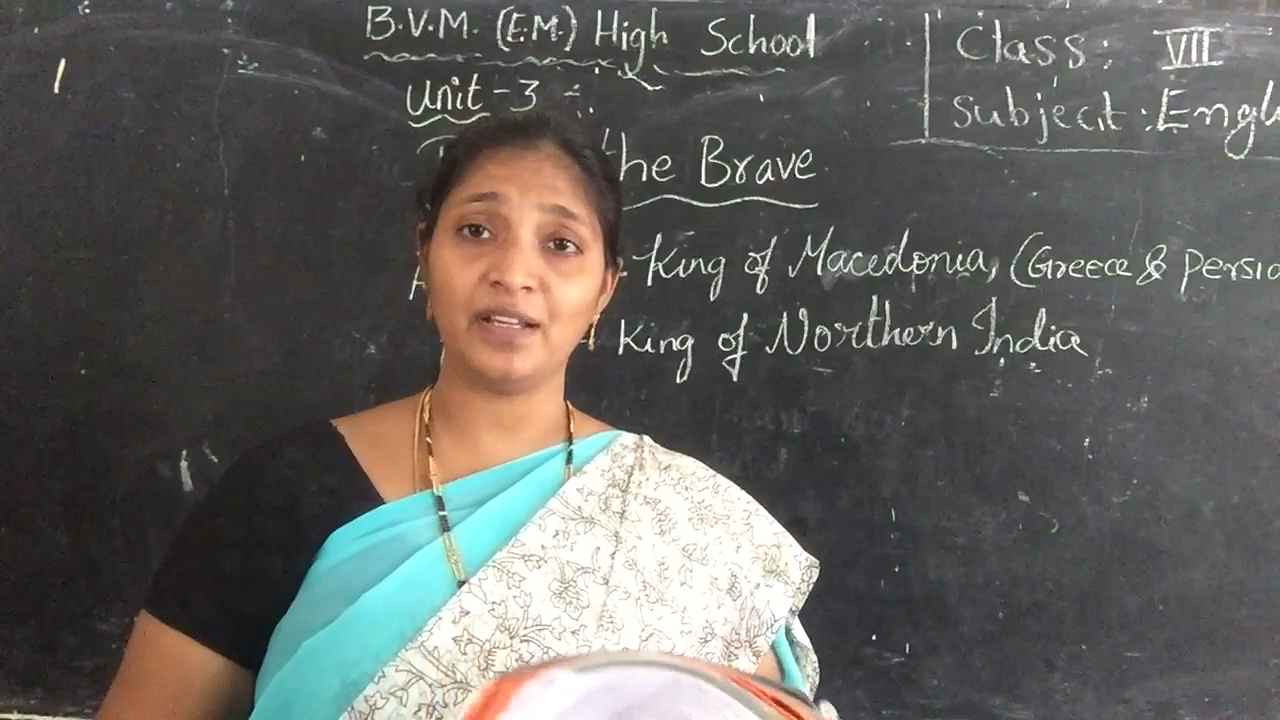 B.V.M. (E.M.) High School
Unit - 3 :
the Brave
King of Macedonia, (Greece & Persia
King of Northern India
Class: VII
Subject: Engl